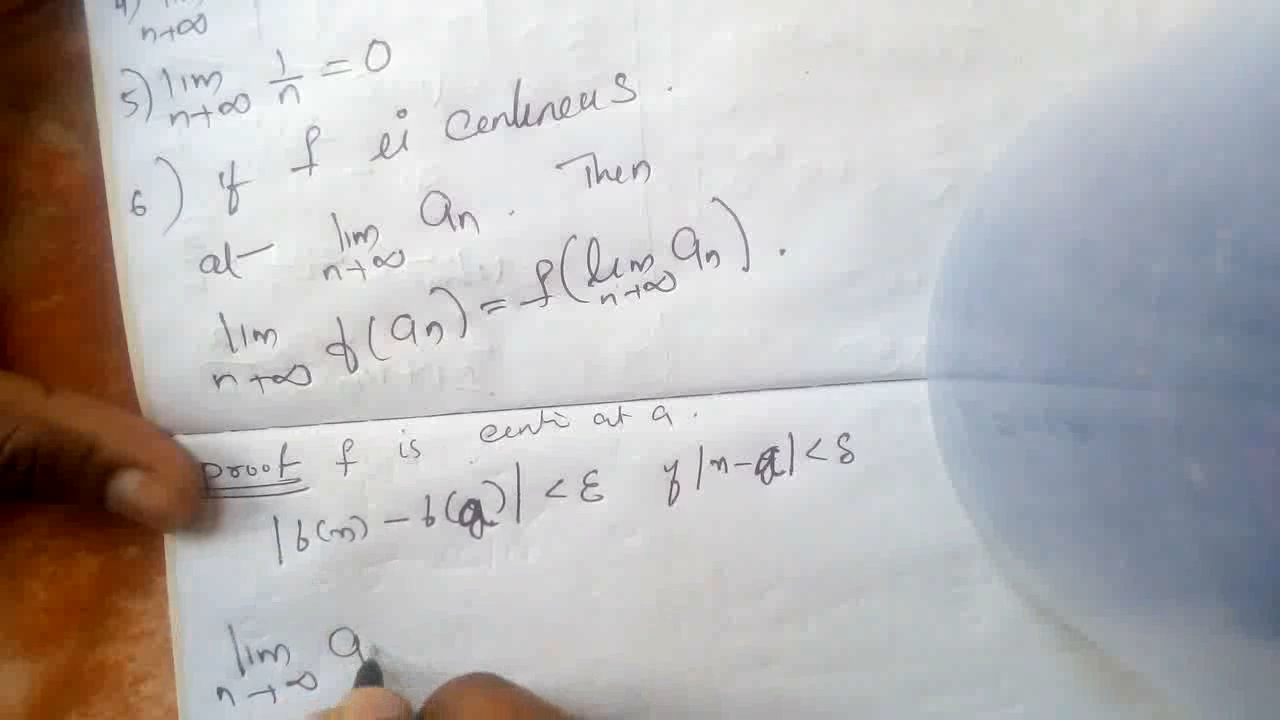 n→∞
5) lim n→∞ 1/n = 0
6) If f is continuous.
at lim n→∞ an. Then
lim n→∞ f(an) = f(lim n→∞ an).
Proof f is conti at a.
|f(x) - f(a)| < ε if |x-a| < δ
lim n→∞ a